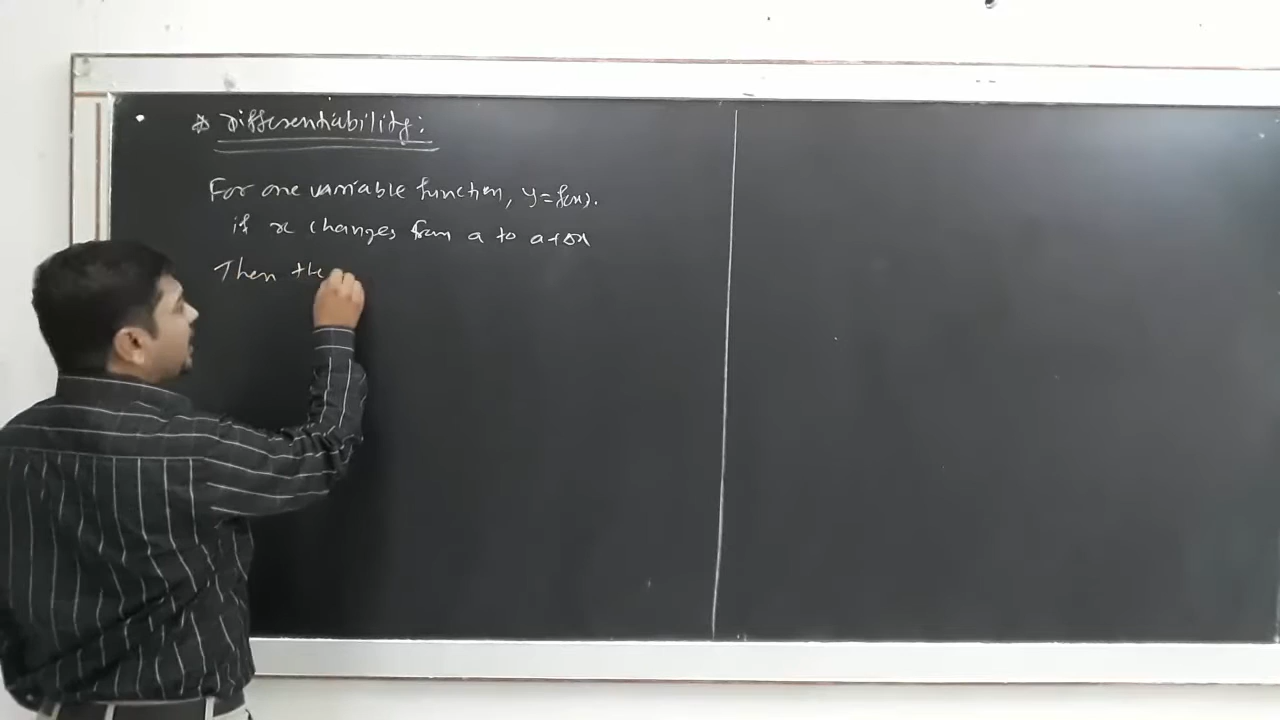 * Differentiability:
For one variable function, y=f(x).
if x changes from a to a+Δx
Then the